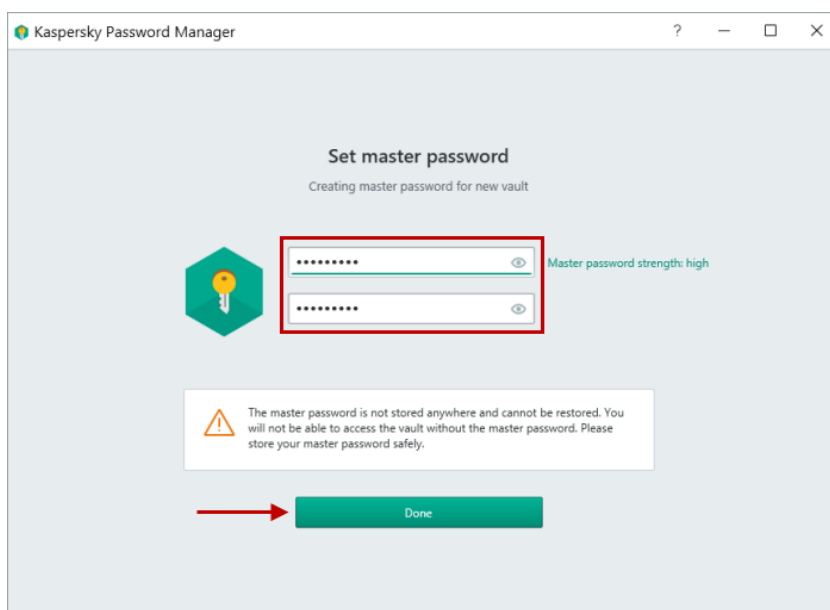 Kaspersky Password Manager
?
Set master password
Creating master password for new vault
•••••••••
Master password strength: high
•••••••••
The master password is not stored anywhere and cannot be restored. You
will not be able to access the vault without the master password. Please
store your master password safely.
Done